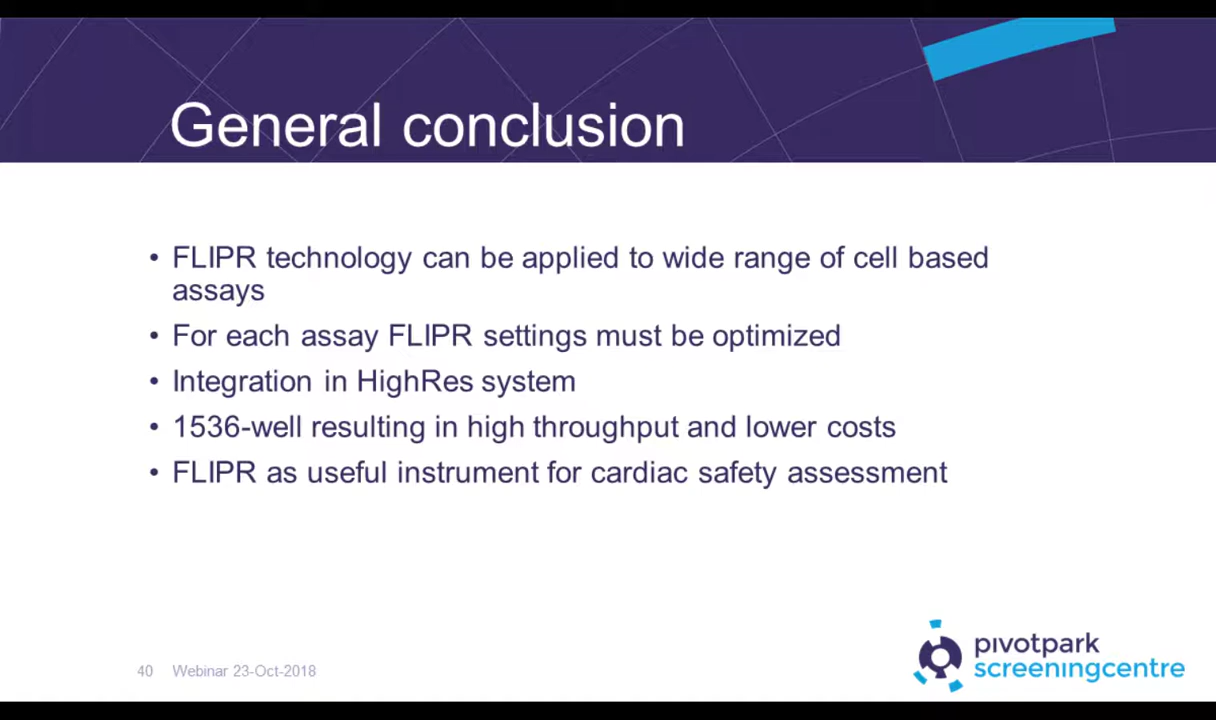 General conclusion
• FLIPR technology can be applied to wide range of cell based
assays
• For each assay FLIPR settings must be optimized
• Integration in HighRes system
• 1536-well resulting in high throughput and lower costs
• FLIPR as useful instrument for cardiac safety assessment
pivotpark
screeningcentre
40 Webinar 23-Oct-2018